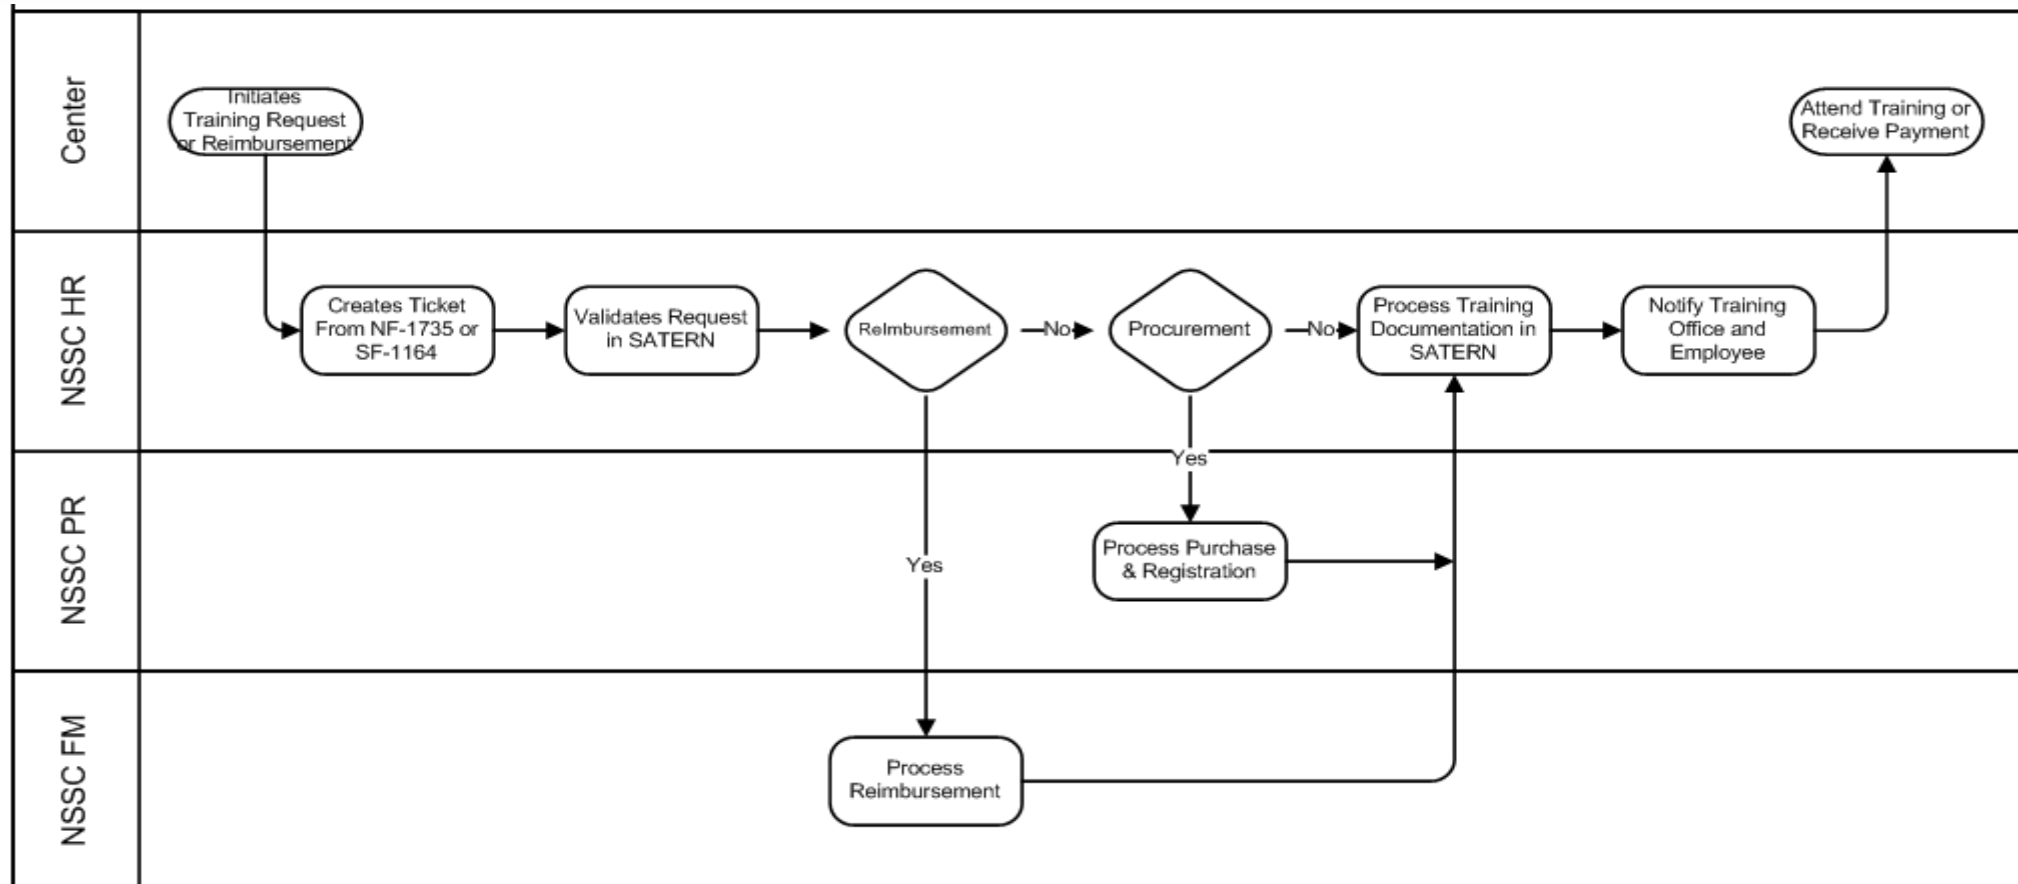 Center
Initiates
Training Request
or Reimbursement
Attend Training or
Receive Payment
NSSC HR
Creates Ticket
From NF-1735 or
SF-1164
Validates Request
in SATERN
ReImbursement
No
Procurement
No
Process Training
Documentation in
SATERN
Notify Training
Office and
Employee
NSSC PR
Yes
Process Purchase
& Registration
Yes
NSSC FM
Process
Reimbursement